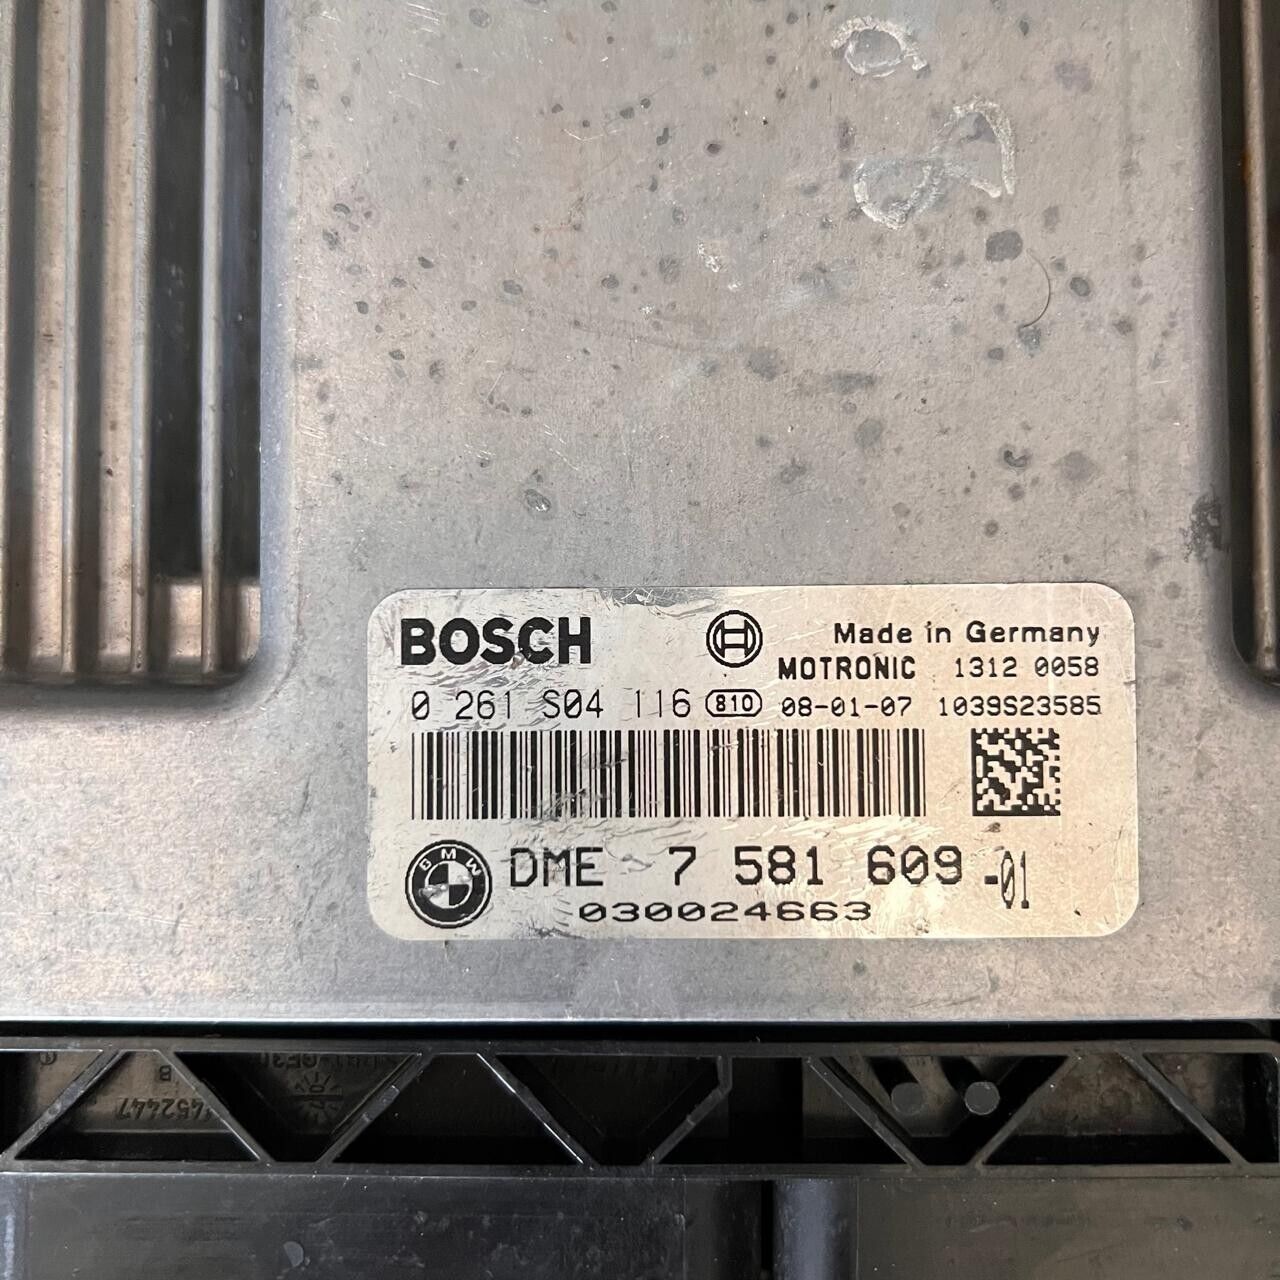 BOSCH
Made in Germany
MOTRONIC 1312 0058
0 261 S04 116 810 08-01-07 1039S23585
BMW DME 7 581 609 -01
030024663